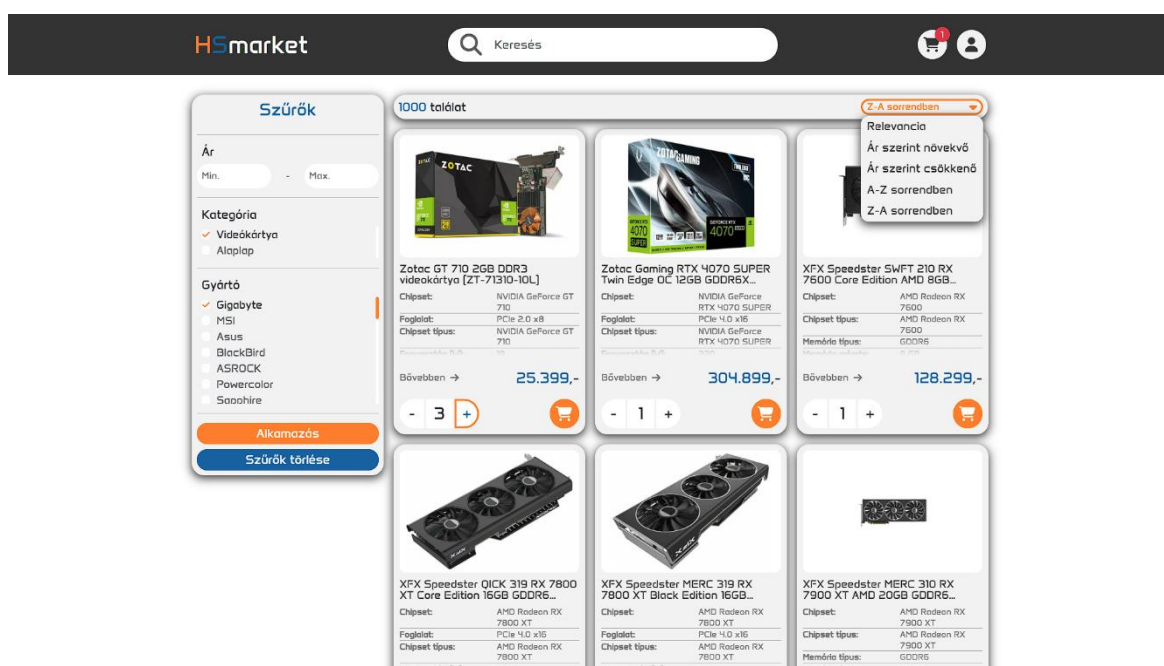 HSmarket
Keresés
1
Szűrők
Ár
Min. - Max.
Kategória
Videókártya
Alaplap
Gyártó
Gigabyte
MSI
Asus
BlackBird
ASROCK
Powercolor
Sapphire
Alkamazás
Szűrők törlése
1000 találat
Z-A sorrendben
Relevancia
Ár szerint növekvő
Ár szerint csökkenő
A-Z sorrendben
Z-A sorrendben
ZOTAC
Zotac GT 710 2GB DDR3
videokártya [ZT-71310-10L]
Chipset: NVIDIA GeForce GT
710
Foglalat: PCIe 2.0 x8
Chipset típus: NVIDIA GeForce GT
710
Bővebben → 25.399,-
- 3 +
ZOTAC GAMING
4070
SUPER
GEFORCE RTX
4070
Zotac Gaming RTX 4070 SUPER
Twin Edge OC 12GB GDDR6X...
Chipset: NVIDIA GeForce
RTX 4070 SUPER
Foglalat: PCIe 4.0 x16
Chipset típus: NVIDIA GeForce
RTX 4070 SUPER
Bővebben → 304.899,-
- 1 +
XFX Speedster SWFT 210 RX
7600 Core Edition AMD 8GB...
Chipset: AMD Radeon RX
7600
Chipset típus: AMD Radeon RX
7600
Memória típus: GDDR6
Bővebben → 128.299,-
- 1 +
XFX Speedster QICK 319 RX 7800
XT Core Edition 16GB GDDR6...
Chipset: AMD Radeon RX
7800 XT
Foglalat: PCIe 4.0 x16
Chipset típus: AMD Radeon RX
7800 XT
XFX Speedster MERC 319 RX
7800 XT Black Edition 16GB...
Chipset: AMD Radeon RX
7800 XT
Foglalat: PCIe 4.0 x16
Chipset típus: AMD Radeon RX
7800 XT
XFX Speedster MERC 310 RX
7900 XT AMD 20GB GDDR6...
Chipset: AMD Radeon RX
7900 XT
Chipset típus: AMD Radeon RX
7900 XT
Memória típus: GDDR6